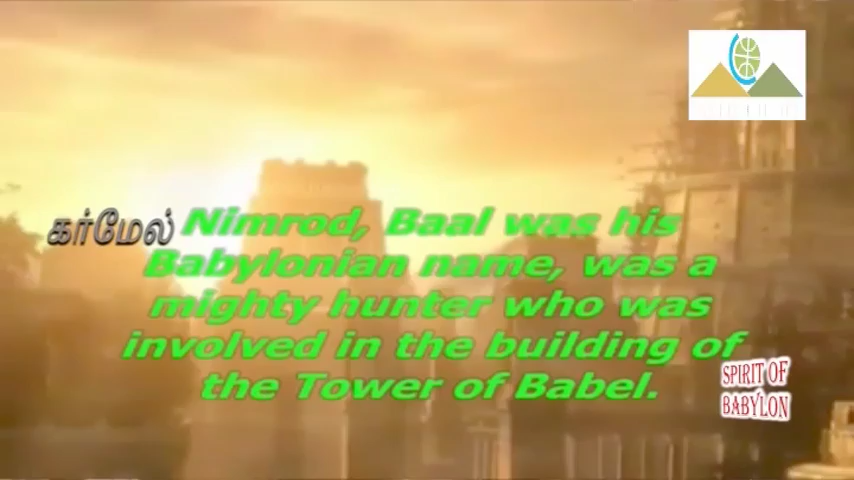 கர்மேல்
Nimrod, Baal was his
Babylonian name, was a
mighty hunter who was
involved in the building of
the Tower of Babel.
SPIRIT OF
BABYLON